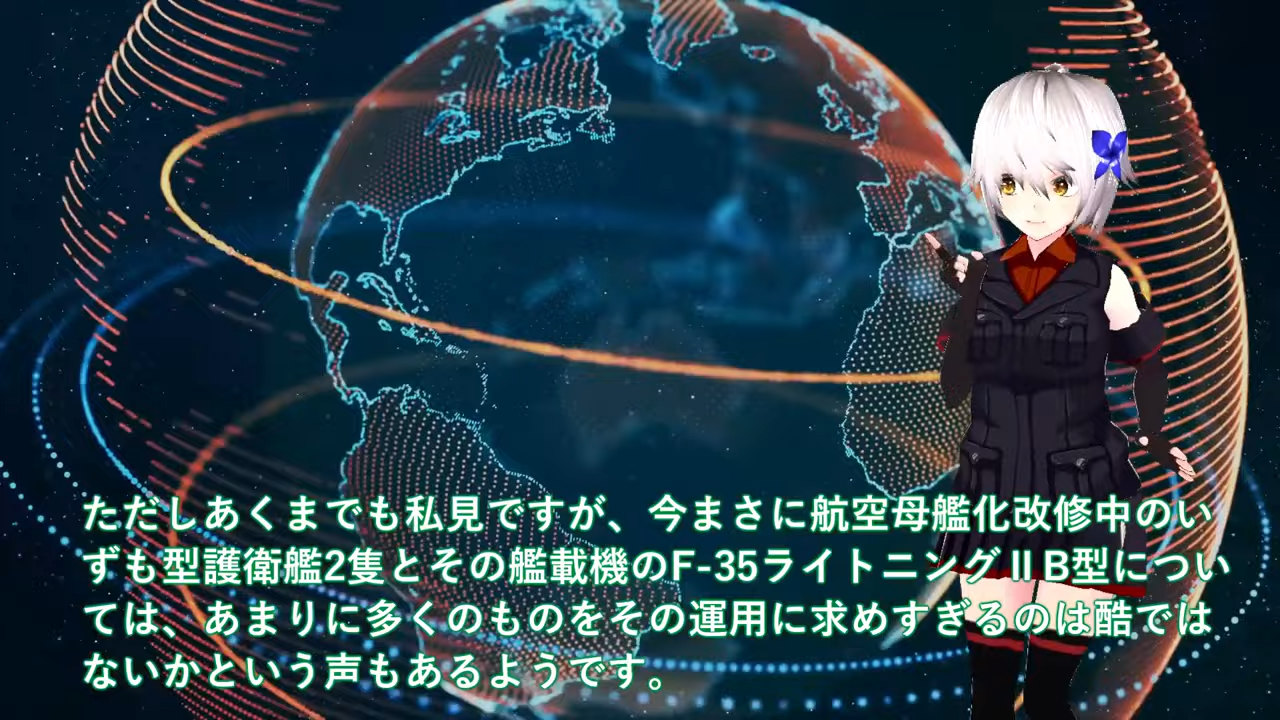 ただしあくまでも私見ですが、今まさに航空母艦化改修中のい
ずも型護衛艦2隻とその艦載機のF-35ライトニングⅡB型につい
ては、あまりに多くのものをその運用に求めすぎるのは酷では
ないかという声もあるようです。